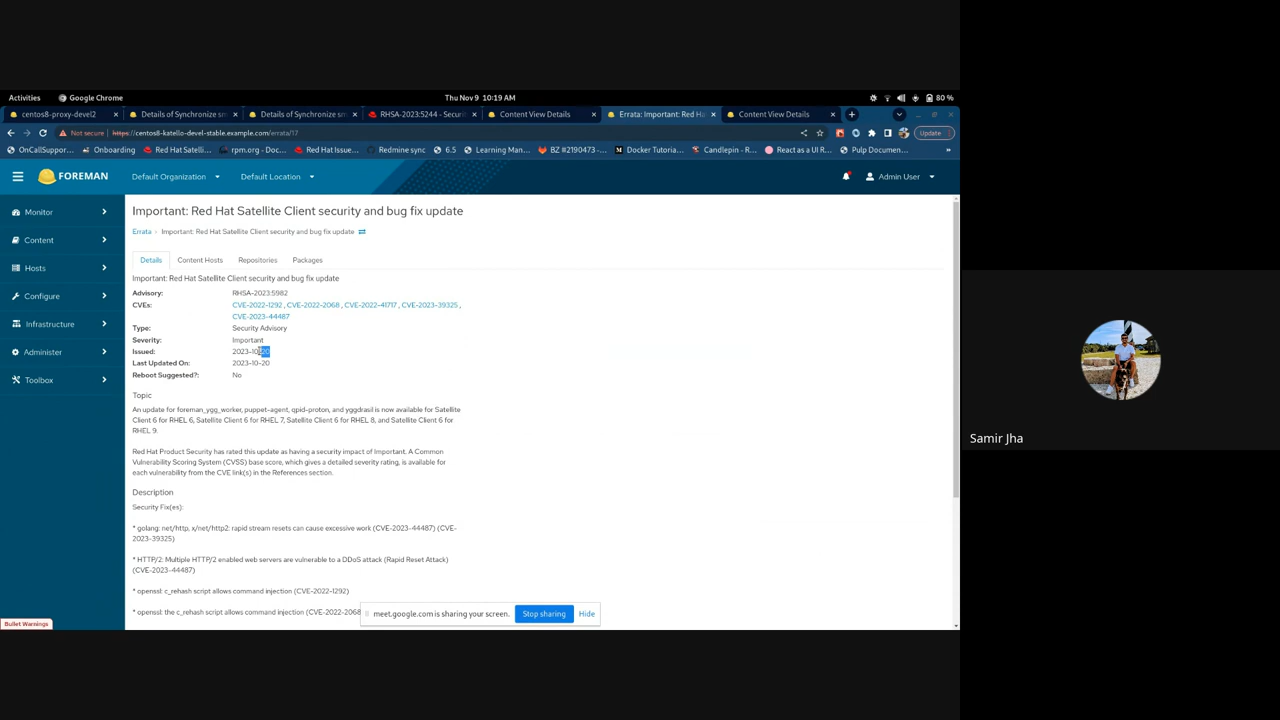 Activities
Google Chrome
Thu Nov 9 10:19 AM
80 %
centos8-proxy-devel2
Details of Synchronize sm
Details of Synchronize sm
RHSA-2023:5244 - Securi
Content View Details
Errata: Important: Red H
Content View Details
Not secure
https://centos8-katello-devel-stable.example.com/errata/17
Update
OnCallSuppor...
Onboarding
Red Hat Satelli...
rpm.org - Doc...
Red Hat Issue...
Redmine sync
6.5
Learning Man...
BZ #2190473 -...
Docker Tutoria...
Candlepin - R...
React as a UI R...
Pulp Documen...
»
FOREMAN
Default Organization
Default Location
Admin User
Monitor
Content
Hosts
Configure
Infrastructure
Administer
Toolbox
Important: Red Hat Satellite Client security and bug fix update
Errata › Important: Red Hat Satellite Client security and bug fix update
Details
Content Hosts
Repositories
Packages
Important: Red Hat Satellite Client security and bug fix update
Advisory: RHSA-2023:5982
CVEs: CVE-2022-1292 , CVE-2022-2068 , CVE-2022-41717 , CVE-2023-39325 ,
CVE-2023-44487
Type: Security Advisory
Severity: Important
Issued: 2023-10-20
Last Updated On: 2023-10-20
Reboot Suggested?: No
Topic
An update for foreman_ygg_worker, puppet-agent, qpid-proton, and yggdrasil is now available for Satellite
Client 6 for RHEL 6, Satellite Client 6 for RHEL 7, Satellite Client 6 for RHEL 8, and Satellite Client 6 for
RHEL 9.
Red Hat Product Security has rated this update as having a security impact of Important. A Common
Vulnerability Scoring System (CVSS) base score, which gives a detailed severity rating, is available for
each vulnerability from the CVE link(s) in the References section.
Description
Security Fix(es):
* golang: net/http, x/net/http2: rapid stream resets can cause excessive work (CVE-2023-44487) (CVE-
2023-39325)
* HTTP/2: Multiple HTTP/2 enabled web servers are vulnerable to a DDoS attack (Rapid Reset Attack)
(CVE-2023-44487)
* openssl: c_rehash script allows command injection (CVE-2022-1292)
* openssl: the c_rehash script allows command injection (CVE-2022-2068
meet.google.com is sharing your screen.
Stop sharing
Hide
Bullet Warnings
Samir Jha